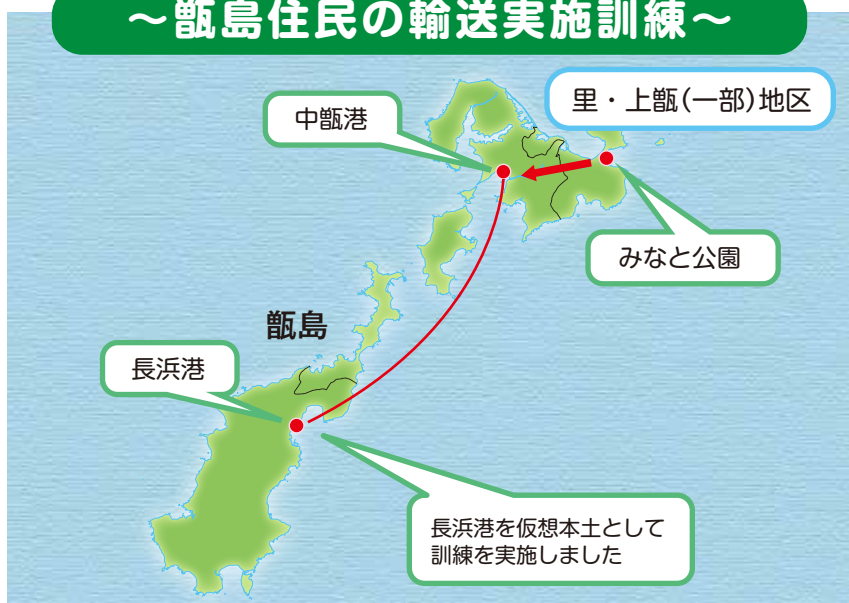 ～甑島住民の輸送実施訓練～
里・上甑(一部)地区
中甑港
みなと公園
甑島
長浜港
長浜港を仮想本土として
訓練を実施しました